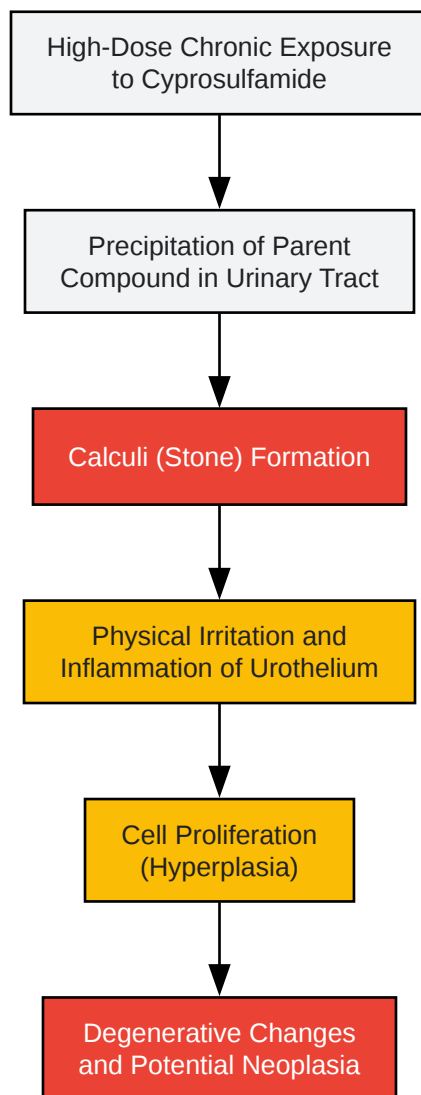 High-Dose Chronic Exposure
to Cyprosulfamide
Precipitation of Parent
Compound in Urinary Tract
Calculi (Stone) Formation
Physical Irritation and
Inflammation of Urothelium
Cell Proliferation
(Hyperplasia)
Degenerative Changes
and Potential Neoplasia